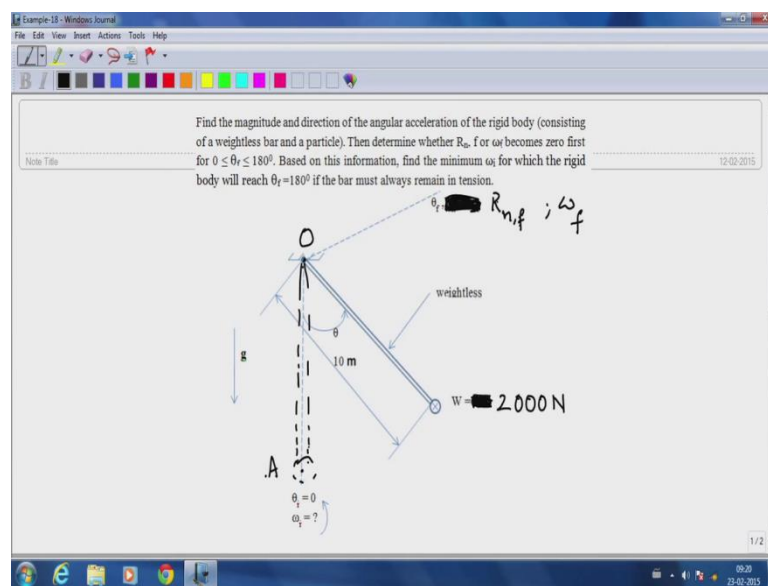 Example-18 - Windows Journal
File Edit View Insert Actions Tools Help
B I
Note Title
12-02-2015
Find the magnitude and direction of the angular acceleration of the rigid body (consisting
of a weightless bar and a particle). Then determine whether Rn, f or ωf becomes zero first
for 0 ≤ θf ≤ 180⁰. Based on this information, find the minimum ωi for which the rigid
body will reach θf =180⁰ if the bar must always remain in tension.
θf, Rn,f ; ωf
O
weightless
θ
g
10 m
W = 2000N
.A
θf = 0
ωf = ?
1/2
09:20
23-02-2015